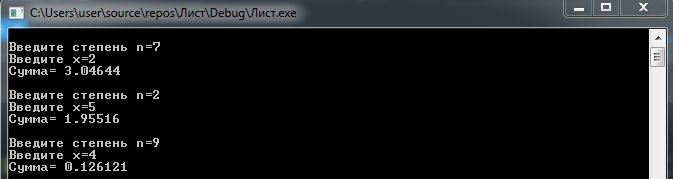 C:\Users\user\source\repos\Лист\Debug\Лист.exe
Введите степень n=7
Введите x=2
Сумма= 3.04644
Введите степень n=2
Введите x=5
Сумма= 1.95516
Введите степень n=9
Введите x=4
Сумма= 0.126121